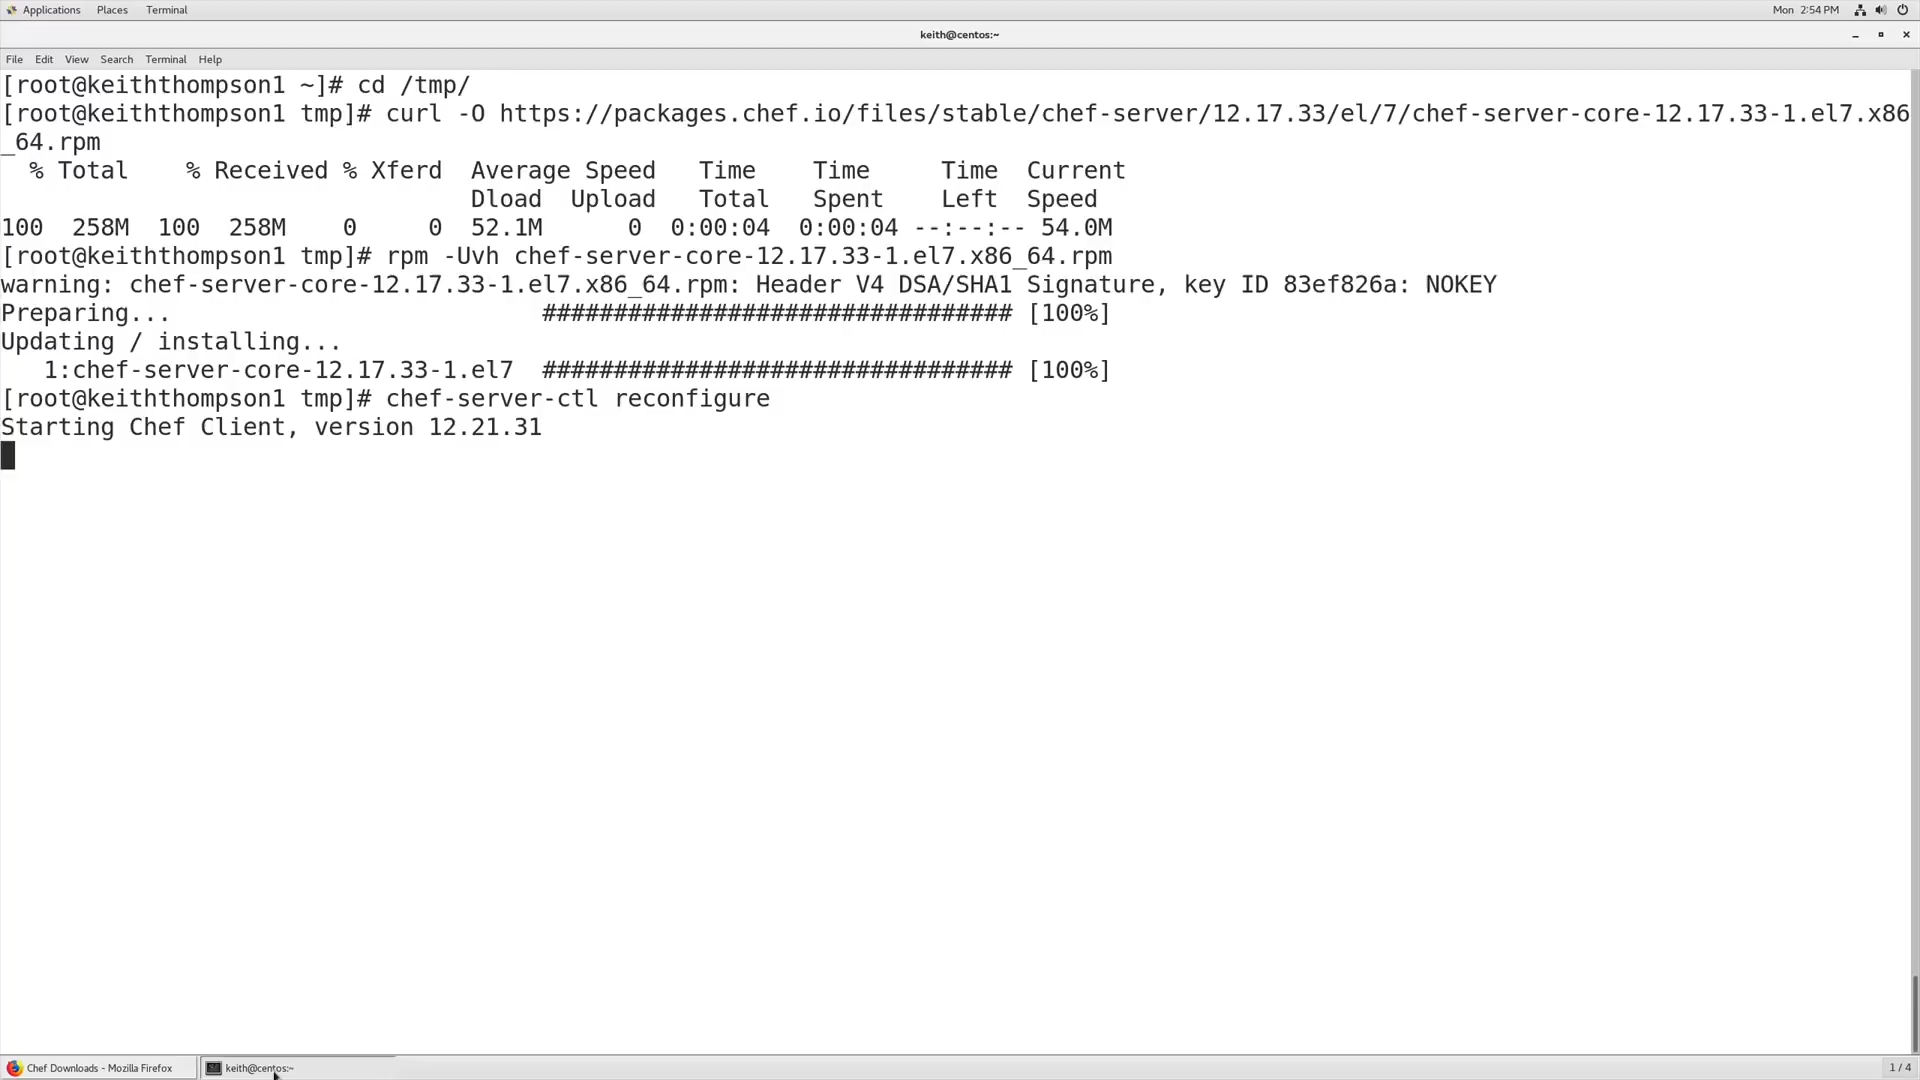 Applications Places Terminal Mon 2:54 PM
keith@centos:~
File Edit View Search Terminal Help
[root@keiththompson1 ~]# cd /tmp/
[root@keiththompson1 tmp]# curl -O https://packages.chef.io/files/stable/chef-server/12.17.33/el/7/chef-server-core-12.17.33-1.el7.x86
_64.rpm
  % Total    % Received % Xferd  Average Speed   Time    Time     Time  Current
                                 Dload  Upload   Total   Spent    Left  Speed
100  258M  100  258M    0     0  52.1M      0  0:00:04  0:00:04 --:--:-- 54.0M
[root@keiththompson1 tmp]# rpm -Uvh chef-server-core-12.17.33-1.el7.x86_64.rpm
warning: chef-server-core-12.17.33-1.el7.x86_64.rpm: Header V4 DSA/SHA1 Signature, key ID 83ef826a: NOKEY
Preparing...                          ################################# [100%]
Updating / installing...
   1:chef-server-core-12.17.33-1.el7  ################################# [100%]
[root@keiththompson1 tmp]# chef-server-ctl reconfigure
Starting Chef Client, version 12.21.31
Chef Downloads - Mozilla Firefox keith@centos:~ 1 / 4